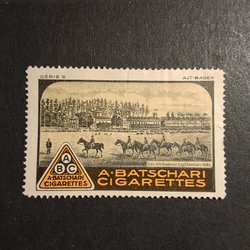 SERIE 8
ALT-BADEN
A
B C
A·BATSCHARI
CIGARETTES
A·BATSCHARI
CIGARETTES